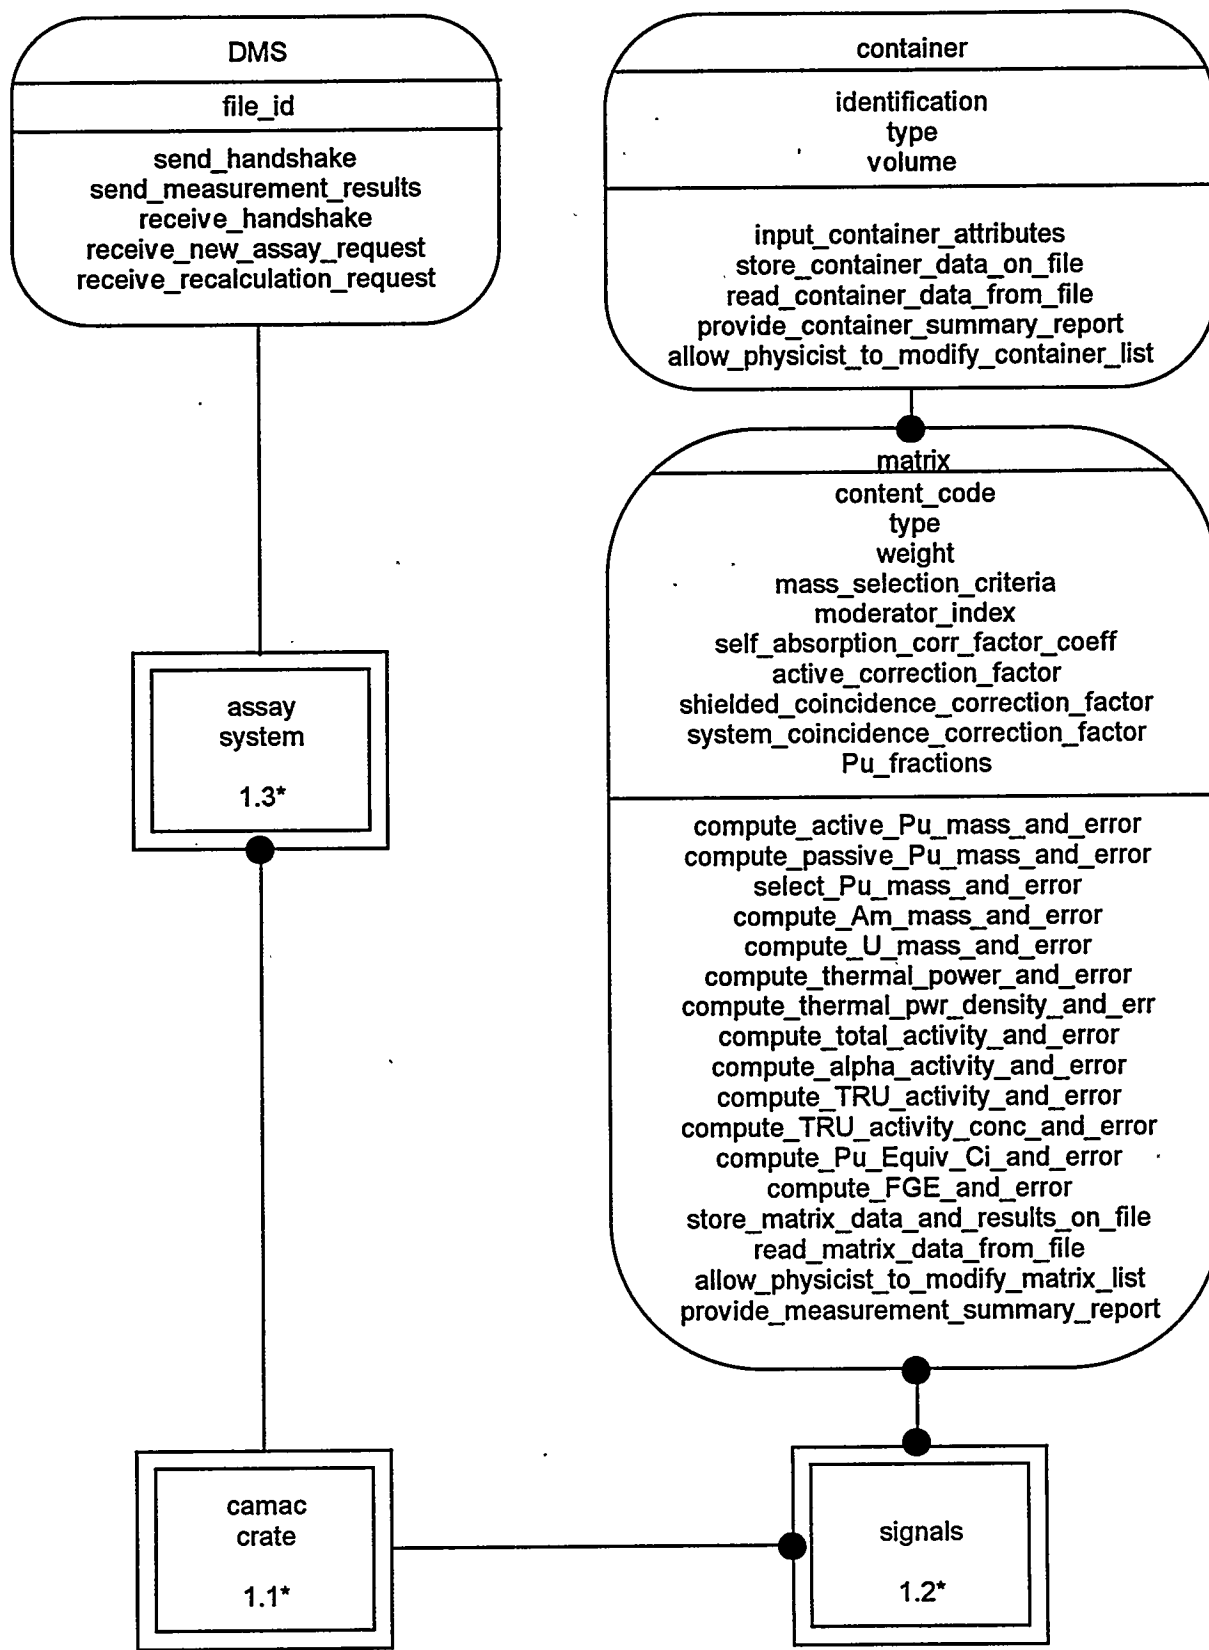 DMS
file_id
send_handshake
send_measurement_results
receive_handshake
receive_new_assay_request
receive_recalculation_request
container
identification
type
volume
input_container_attributes
store_container_data_on_file
read_container_data_from_file
provide_container_summary_report
allow_physicist_to_modify_container_list
matrix
content_code
type
weight
mass_selection_criteria
moderator_index
self_absorption_corr_factor_coeff
active_correction_factor
shielded_coincidence_correction_factor
system_coincidence_correction_factor
Pu_fractions
compute_active_Pu_mass_and_error
compute_passive_Pu_mass_and_error
select_Pu_mass_and_error
compute_Am_mass_and_error
compute_U_mass_and_error
compute_thermal_power_and_error
compute_thermal_pwr_density_and_err
compute_total_activity_and_error
compute_alpha_activity_and_error
compute_TRU_activity_and_error
compute_TRU_activity_conc_and_error
compute_Pu_Equiv_Ci_and_error
compute_FGE_and_error
store_matrix_data_and_results_on_file
read_matrix_data_from_file
allow_physicist_to_modify_matrix_list
provide_measurement_summary_report
assay
system
1.3*
camac
crate
1.1*
signals
1.2*